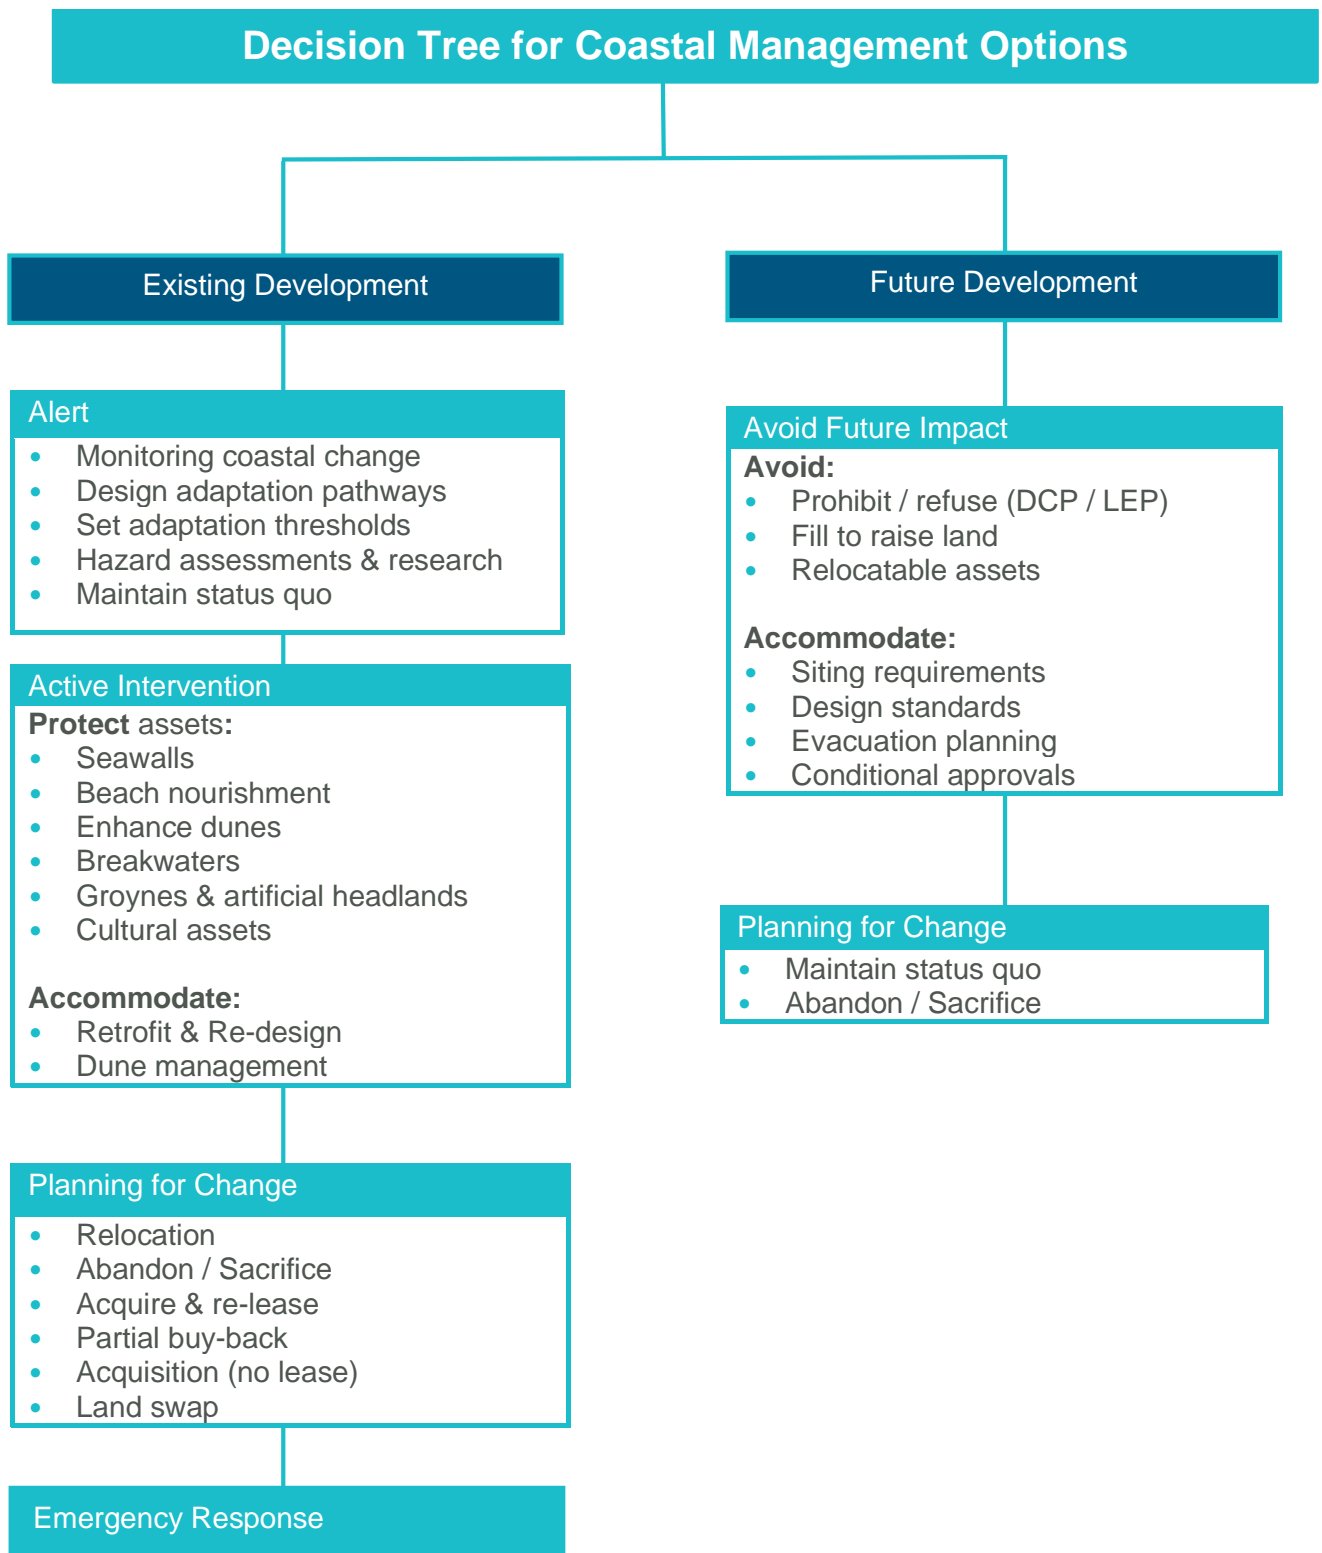 Decision Tree for Coastal Management Options
Existing Development
Alert
• Monitoring coastal change
• Design adaptation pathways
• Set adaptation thresholds
• Hazard assessments & research
• Maintain status quo
Active Intervention
Protect assets:
• Seawalls
• Beach nourishment
• Enhance dunes
• Breakwaters
• Groynes & artificial headlands
• Cultural assets
Accommodate:
• Retrofit & Re-design
• Dune management
Planning for Change
• Relocation
• Abandon / Sacrifice
• Acquire & re-lease
• Partial buy-back
• Acquisition (no lease)
• Land swap
Emergency Response
Future Development
Avoid Future Impact
Avoid:
• Prohibit / refuse (DCP / LEP)
• Fill to raise land
• Relocatable assets
Accommodate:
• Siting requirements
• Design standards
• Evacuation planning
• Conditional approvals
Planning for Change
• Maintain status quo
• Abandon / Sacrifice